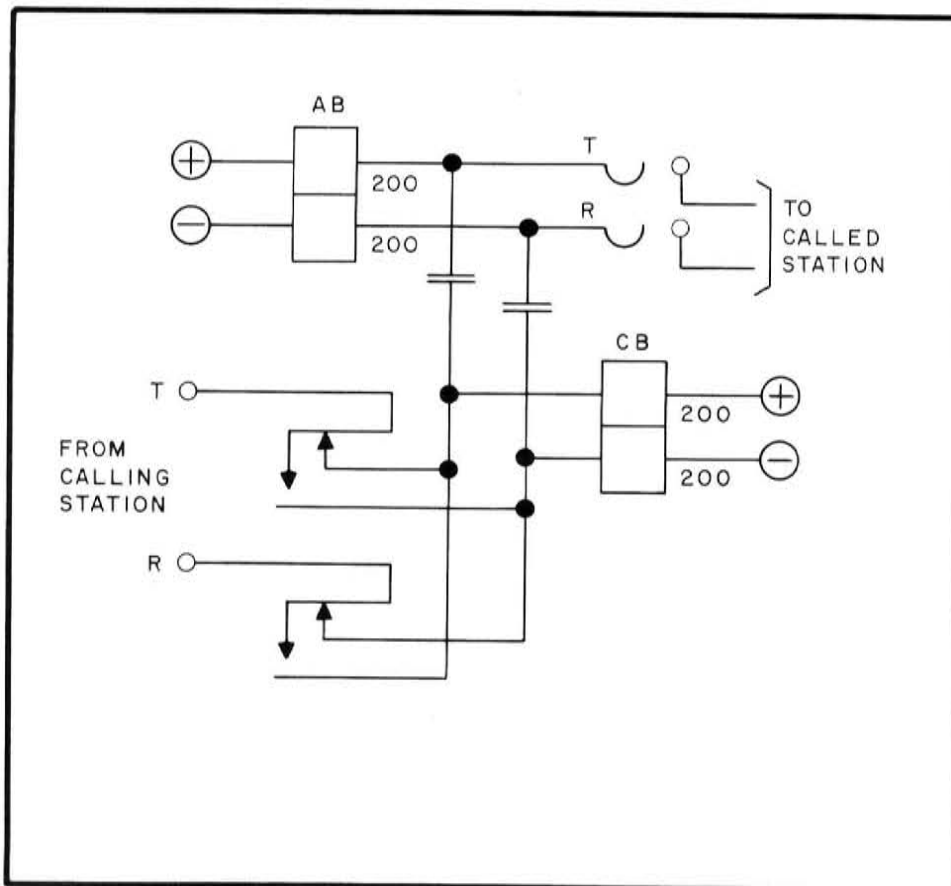 AB
+
200
−
200
T
R
TO
CALLED
STATION
CB
+
200
−
200
T
FROM
CALLING
STATION
R